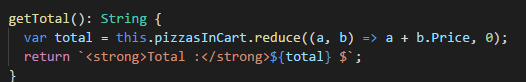 getTotal(): String {
  var total = this.pizzasInCart.reduce((a, b) => a + b.Price, 0);
  return `<strong>Total :</strong>${total} $`;
}